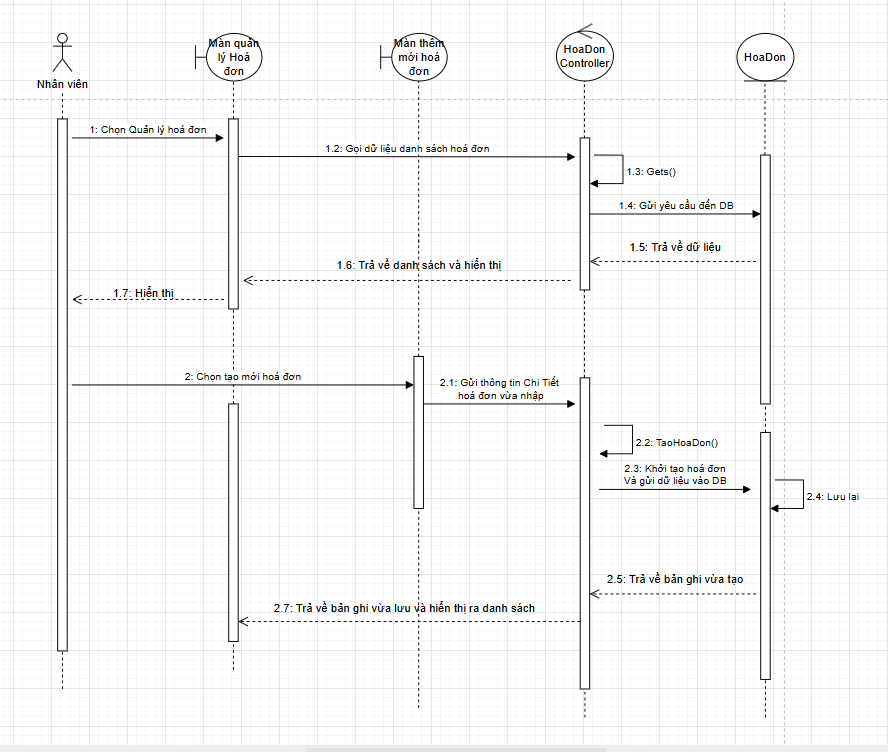 Nhân viên
Màn quản
lý Hoá
đơn
Màn thêm
mới hoá
đơn
HoaDon
Controller
HoaDon
1: Chọn Quản lý hoá đơn
1.2: Gọi dữ liệu danh sách hoá đơn
1.3: Gets()
1.4: Gửi yêu cầu đến DB
1.5: Trả về dữ liệu
1.6: Trả về danh sách và hiển thị
1.7: Hiển thị
2: Chọn tạo mới hoá đơn
2.1: Gửi thông tin Chi Tiết
hoá đơn vừa nhập
2.2: TaoHoaDon()
2.3: Khởi tạo hoá đơn
Và gửi dữ liệu vào DB
2.4: Lưu lại
2.5: Trả về bản ghi vừa tạo
2.7: Trả về bản ghi vừa lưu và hiển thị ra danh sách